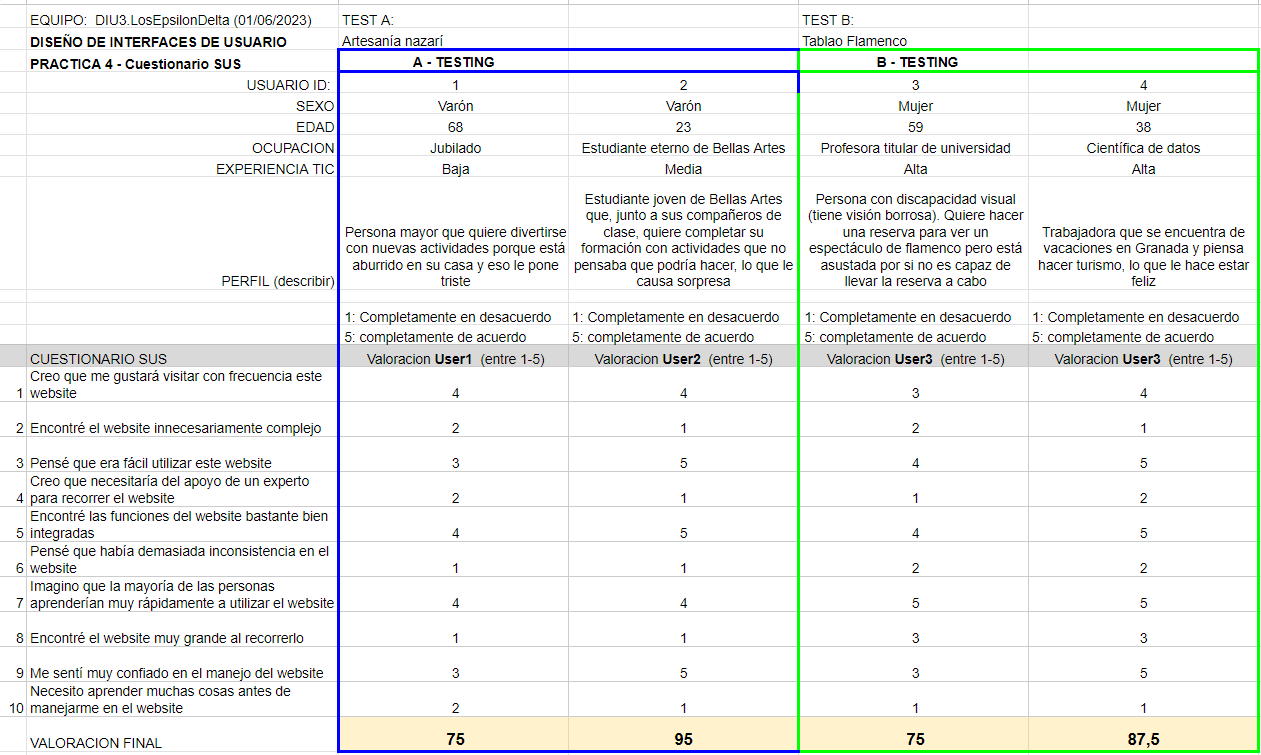 EQUIPO: DIU3.LosEpsilonDelta (01/06/2023) TEST A: TEST B:
DISEÑO DE INTERFACES DE USUARIO Artesanía nazarí Tablao Flamenco
PRACTICA 4 - Cuestionario SUS A - TESTING B - TESTING
USUARIO ID: 1 2 3 4
SEXO Varón Varón Mujer Mujer
EDAD 68 23 59 38
OCUPACION Jubilado Estudiante eterno de Bellas Artes Profesora titular de universidad Científica de datos
EXPERIENCIA TIC Baja Media Alta Alta
PERFIL (describir)
Persona mayor que quiere divertirse
con nuevas actividades porque está
aburrido en su casa y eso le pone
triste
Estudiante joven de Bellas Artes
que, junto a sus compañeros de
clase, quiere completar su
formación con actividades que no
pensaba que podría hacer, lo que le
causa sorpresa
Persona con discapacidad visual
(tiene visión borrosa). Quiere hacer
una reserva para ver un
espectáculo de flamenco pero está
asustada por si no es capaz de
llevar la reserva a cabo
Trabajadora que se encuentra de
vacaciones en Granada y piensa
hacer turismo, lo que le hace estar
feliz
1: Completamente en desacuerdo 1: Completamente en desacuerdo 1: Completamente en desacuerdo 1: Completamente en desacuerdo
5: completamente de acuerdo 5: completamente de acuerdo 5: completamente de acuerdo 5: completamente de acuerdo
CUESTIONARIO SUS Valoracion User1 (entre 1-5) Valoracion User2 (entre 1-5) Valoracion User3 (entre 1-5) Valoracion User3 (entre 1-5)
Creo que me gustará visitar con frecuencia este
1 website 4 4 3 4
2 Encontré el website innecesariamente complejo 2 1 2 1
3 Pensé que era fácil utilizar este website 3 5 4 5
Creo que necesitaría del apoyo de un experto
4 para recorrer el website 2 1 1 2
Encontré las funciones del website bastante bien
5 integradas 4 5 4 5
Pensé que había demasiada inconsistencia en el
6 website 1 1 2 2
Imagino que la mayoría de las personas
7 aprenderían muy rápidamente a utilizar el website 4 4 5 5
8 Encontré el website muy grande al recorrerlo 1 1 3 3
9 Me sentí muy confiado en el manejo del website 3 5 3 5
Necesito aprender muchas cosas antes de
10 manejarme en el website 2 1 1 1
VALORACION FINAL 75 95 75 87,5